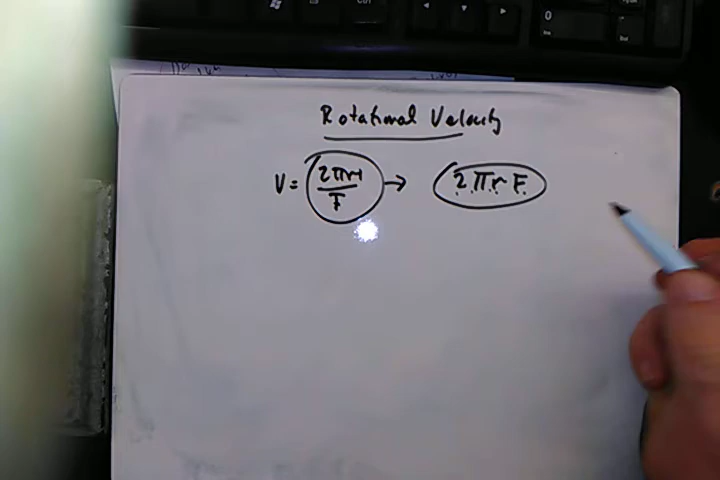 Rotational Velocity
V = 2πr / T → 2πrF